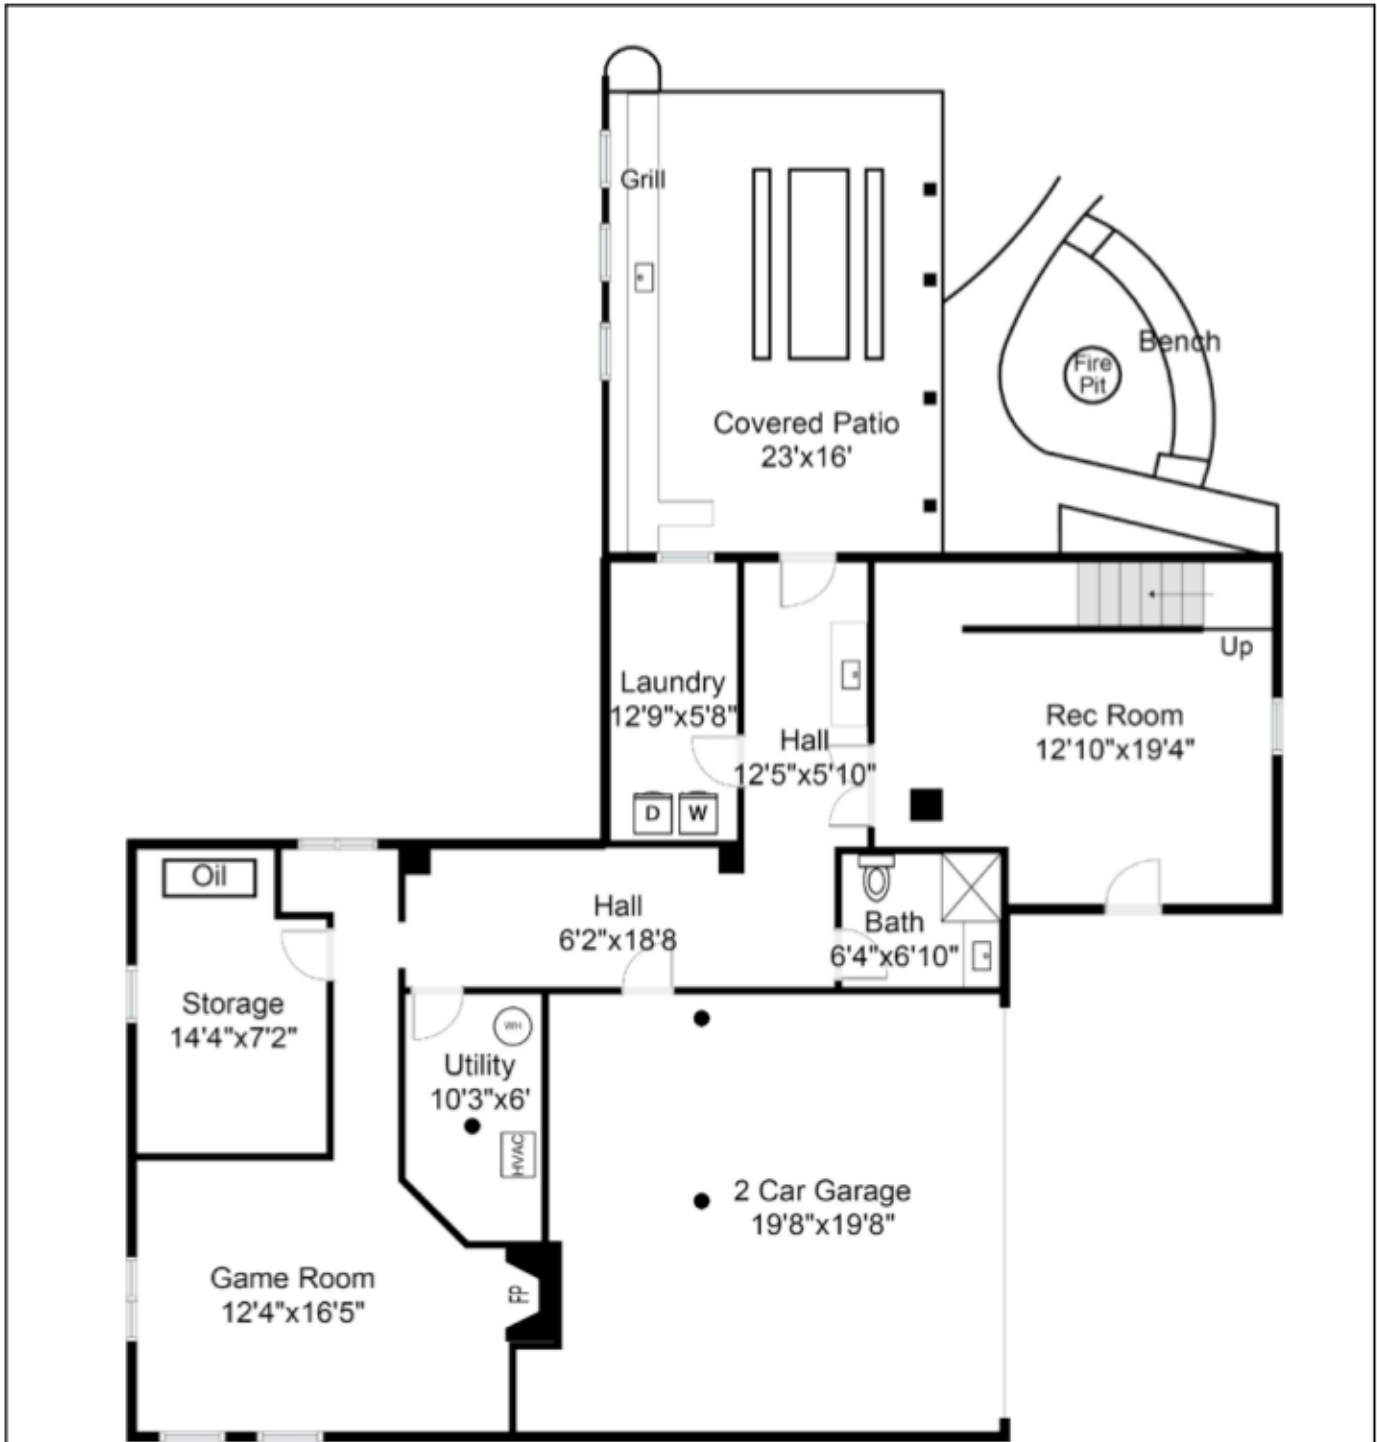 Grill
Bench
Fire
Pit
Covered Patio
23'x16'
Up
Laundry
12'9"x5'8"
Hall
12'5"x5'10"
Rec Room
12'10"x19'4"
D
W
Oil
Hall
6'2"x18'8
Bath
6'4"x6'10"
Storage
14'4"x7'2"
WH
Utility
10'3"x6'
HVAC
2 Car Garage
19'8"x19'8"
Game Room
12'4"x16'5"
FP